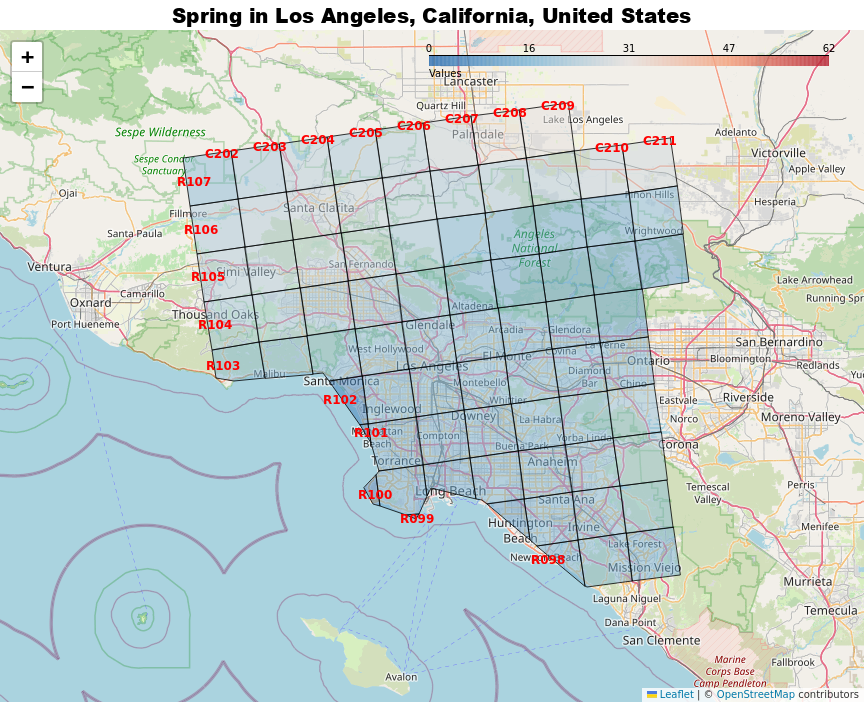 Spring in Los Angeles, California, United States
+
−
0 16 31 47 62
Values
Lancaster
Quartz Hill
Lake Los Angeles
Palmdale
Adelanto
Victorville
Apple Valley
Hesperia
Sespe Wilderness
Sespe Condor
Sanctuary
Ojai
Fillmore
Santa Paula
Ventura
Oxnard
Camarillo
Port Hueneme
Santa Clarita
Simi Valley
San Fernando
Thousand Oaks
Angeles
National
Forest
Pinon Hills
Wrightwood
Lake Arrowhead
Running Spr
Altadena
Glendale
Arcadia
Glendora
West Hollywood
Los Angeles
El Monte
Covina
La Verne
Ontario
San Bernardino
Bloomington
Redlands
Yuc
Malibu
Santa Monica
Montebello
Diamond
Bar
Chino
Eastvale
Riverside
Norco
Moreno Valley
Inglewood
Whittier
Downey
La Habra
Manhattan
Beach
Compton
Buena Park
Yorba Linda
Corona
Torrance
Anaheim
Long Beach
Santa Ana
Temescal
Valley
Perris
Huntington
Beach
Irvine
Menifee
Newport Beach
Lake Forest
Mission Viejo
Laguna Niguel
Murrieta
Dana Point
Temecula
San Clemente
Marine
Corps Base
Camp Pendleton
Fallbrook
Avalon
C202
C203
C204
C205
C206
C207
C208
C209
C210
C211
R107
R106
R105
R104
R103
R102
R101
R100
R099
R098
Leaflet | © OpenStreetMap contributors